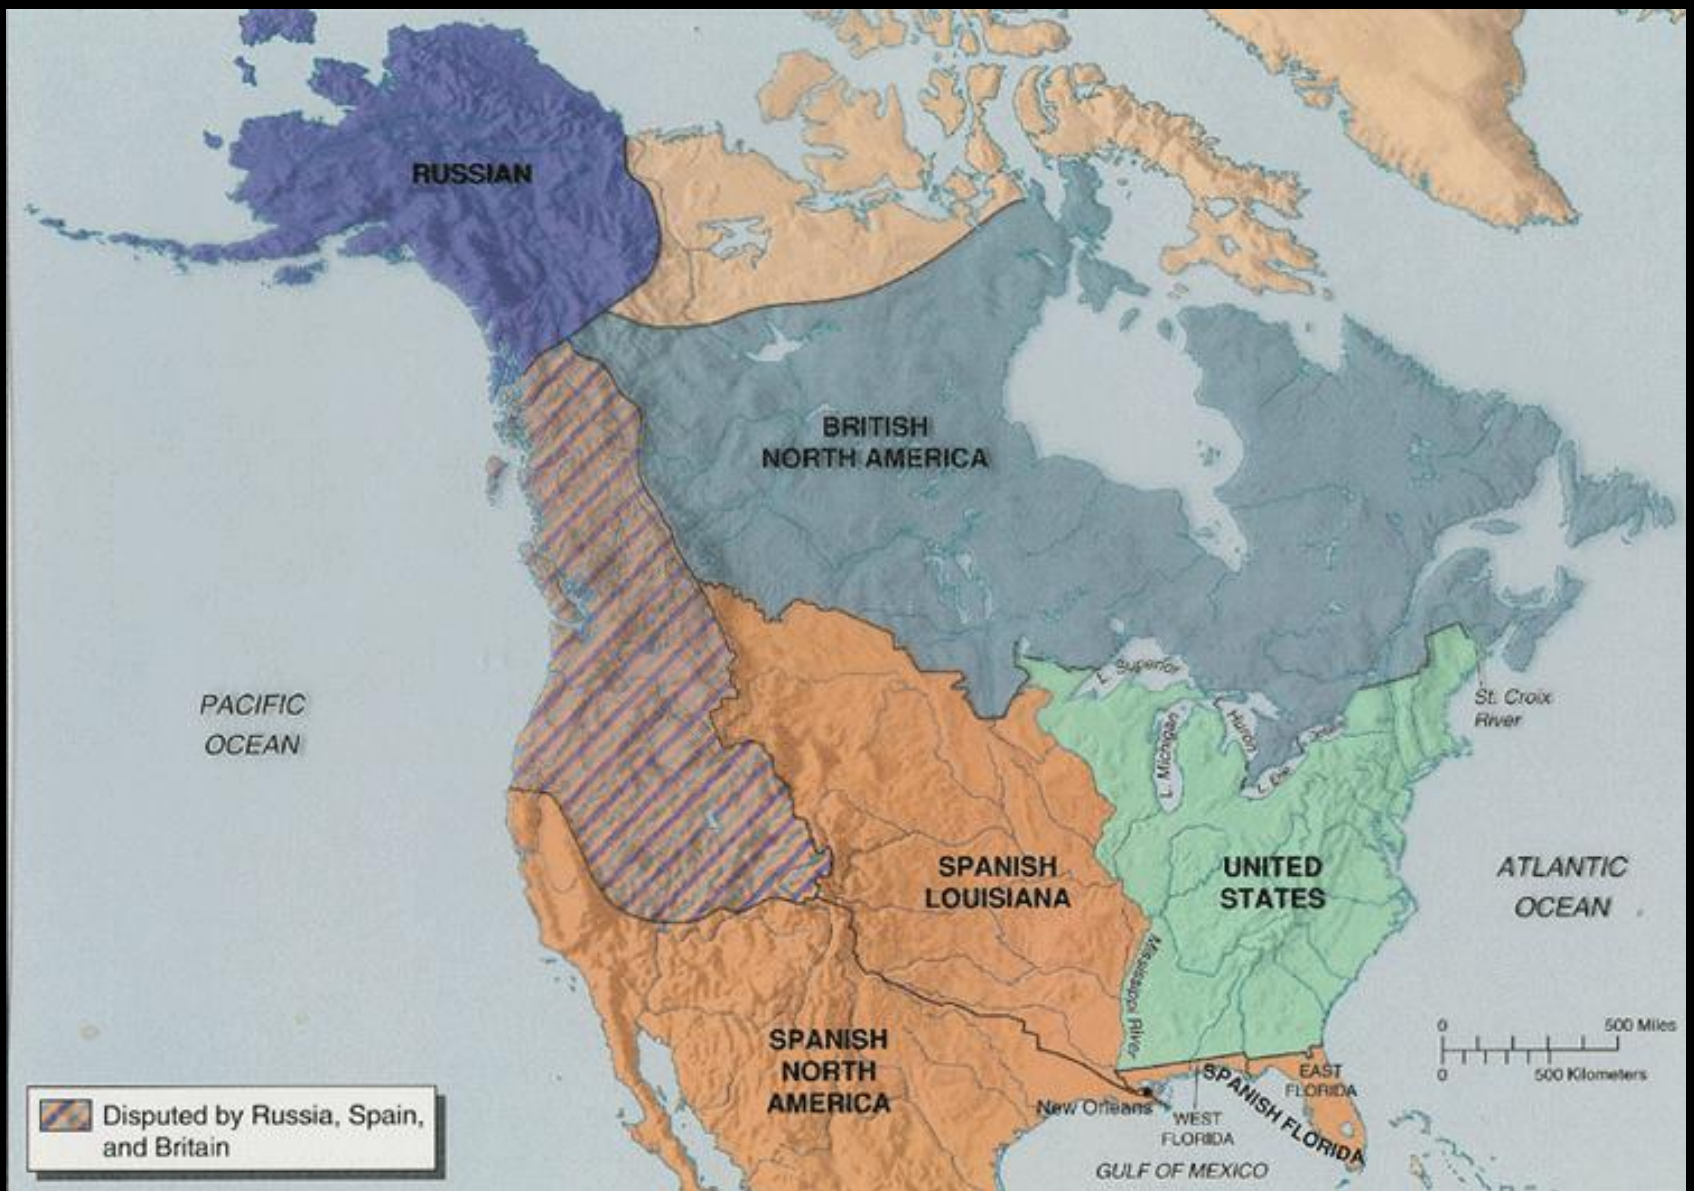 RUSSIAN
BRITISH
NORTH AMERICA
L. Superior
St. Croix
River
PACIFIC
OCEAN
L. Michigan
Huron
L. Erie
SPANISH
LOUISIANA
UNITED
STATES
ATLANTIC
OCEAN
Mississippi River
0 500 Miles
0 500 Kilometers
SPANISH
NORTH
AMERICA
SPANISH FLORIDA
EAST
FLORIDA
New Orleans
WEST
FLORIDA
GULF OF MEXICO
Disputed by Russia, Spain,
and Britain